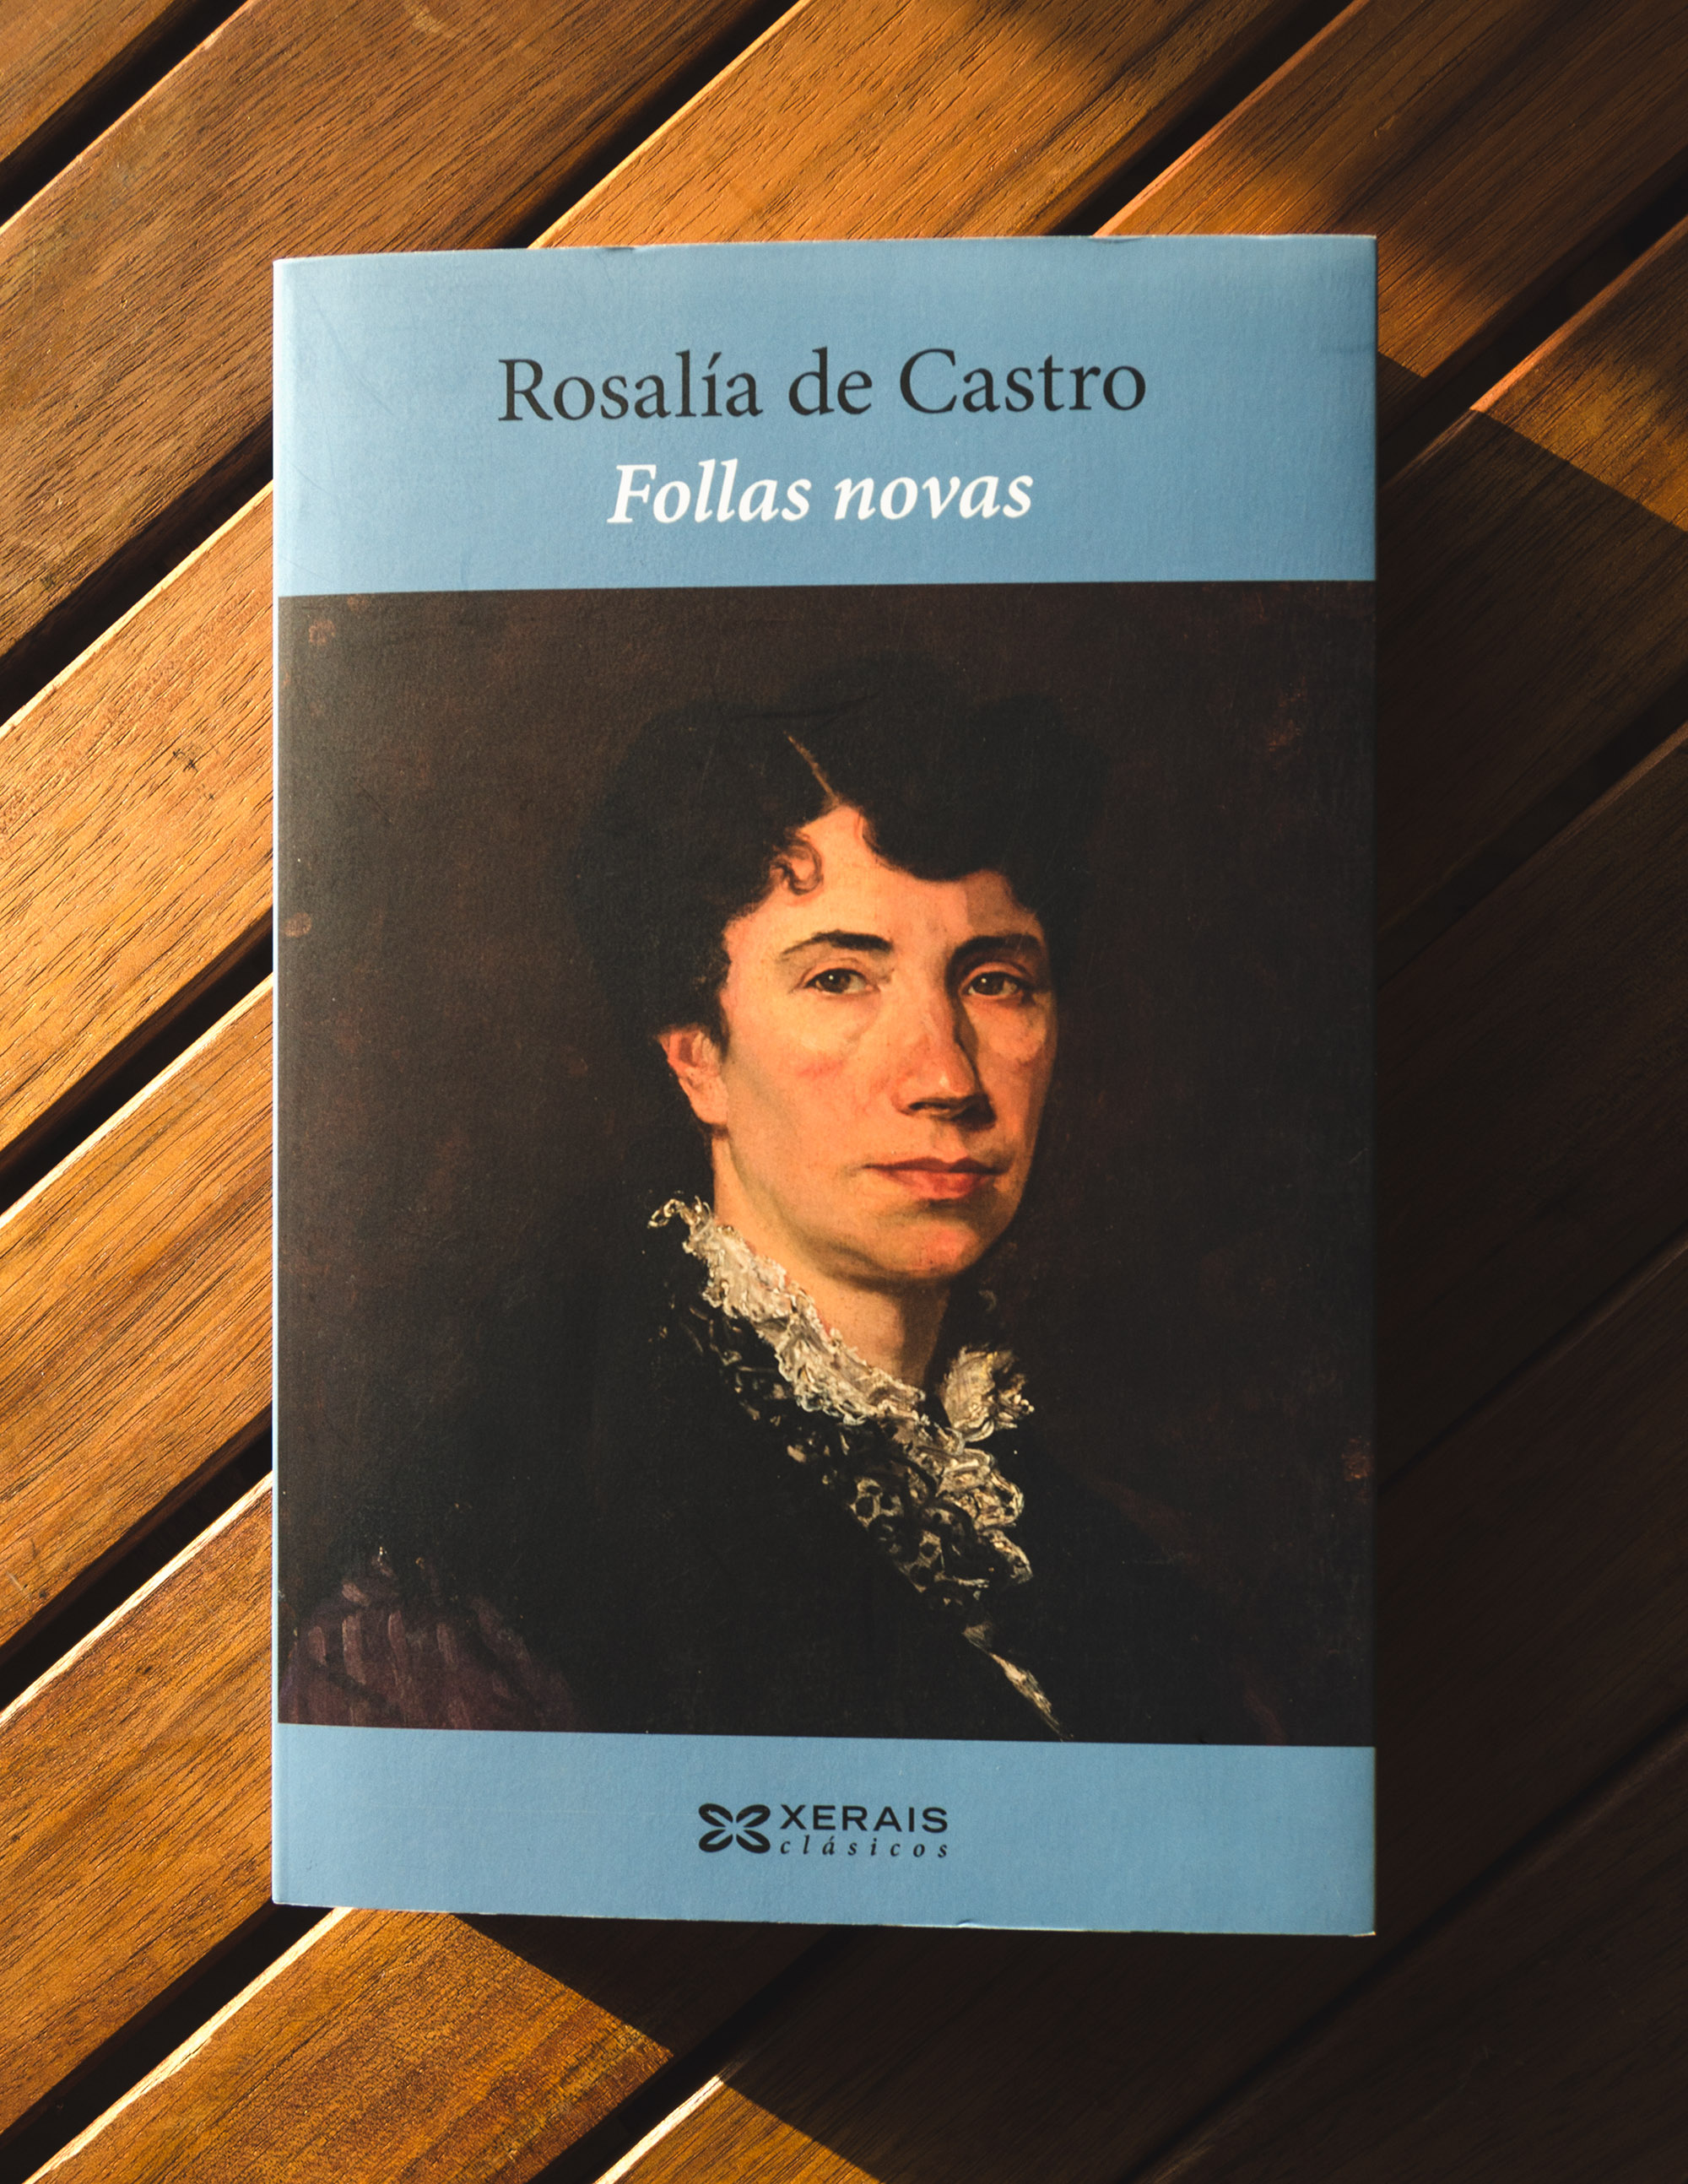 Rosalía de Castro
Follas novas
XERAIS
clásicos